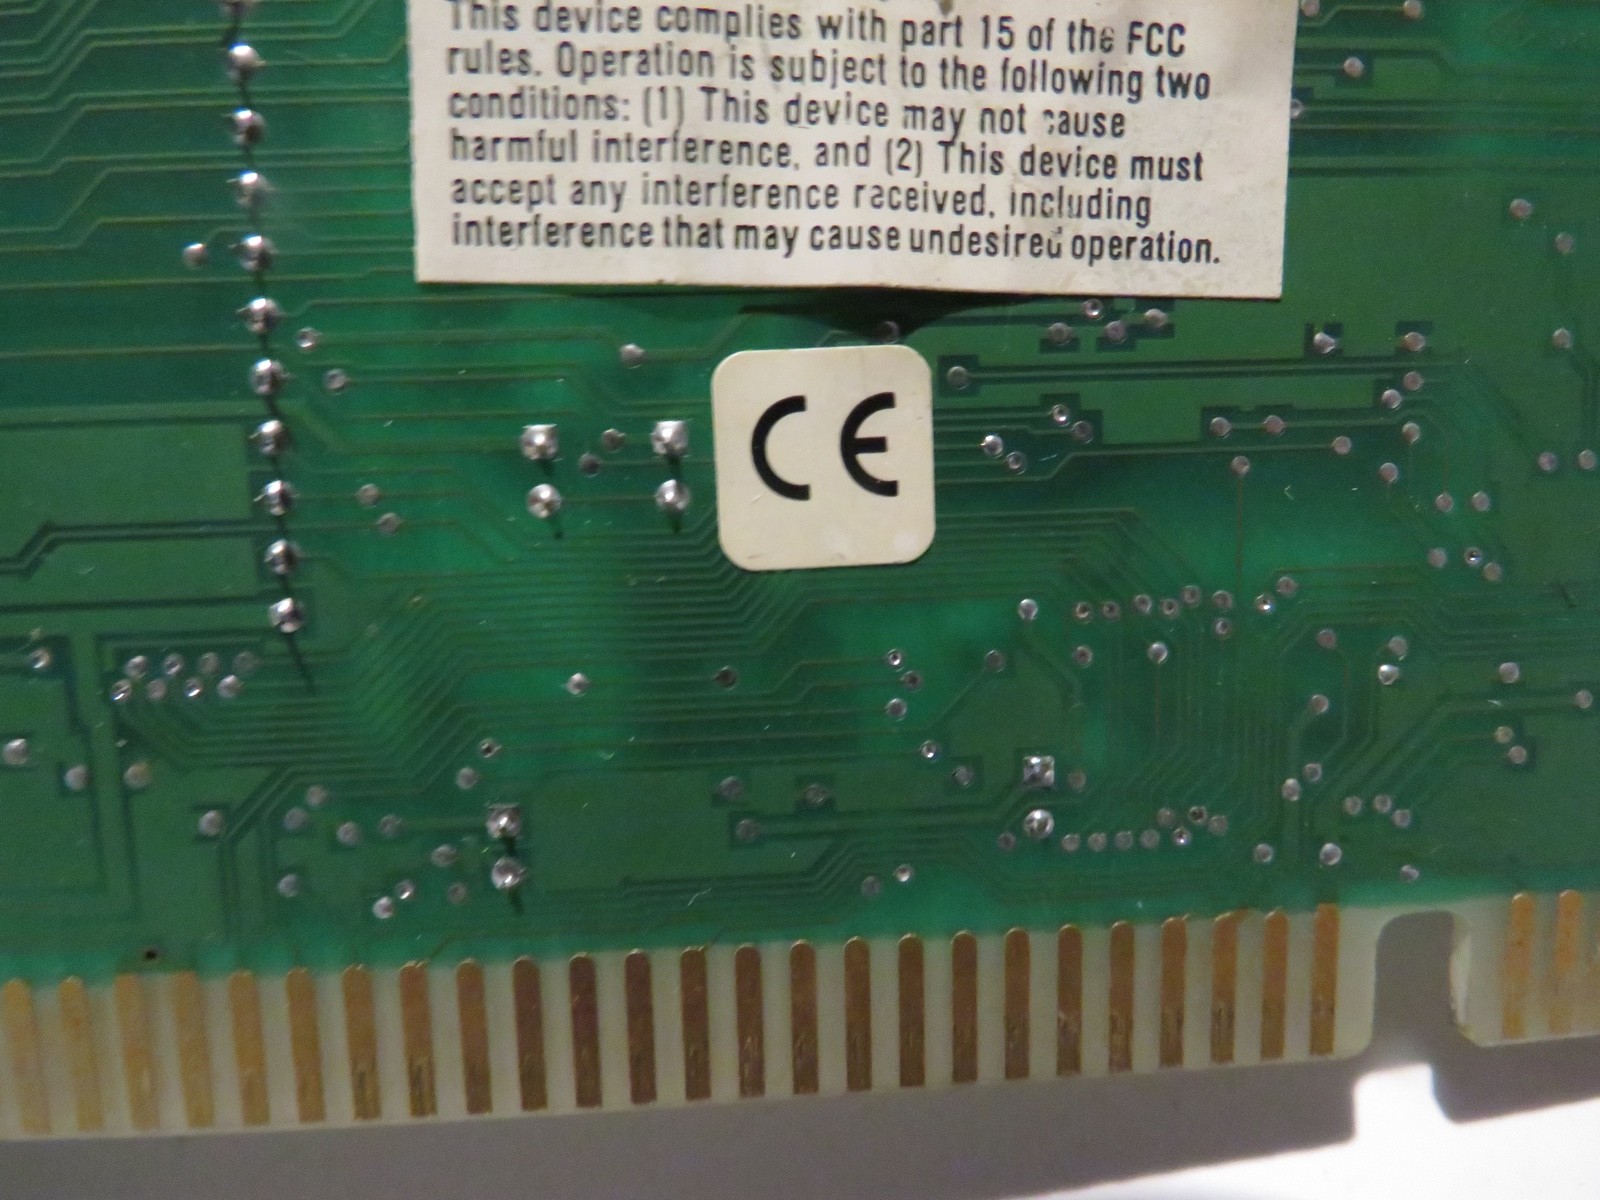 This device complies with part 15 of the FCC
rules. Operation is subject to the following two
conditions: (1) This device may not cause
harmful interference, and (2) This device must
accept any interference received, including
interference that may cause undesired operation.
CE